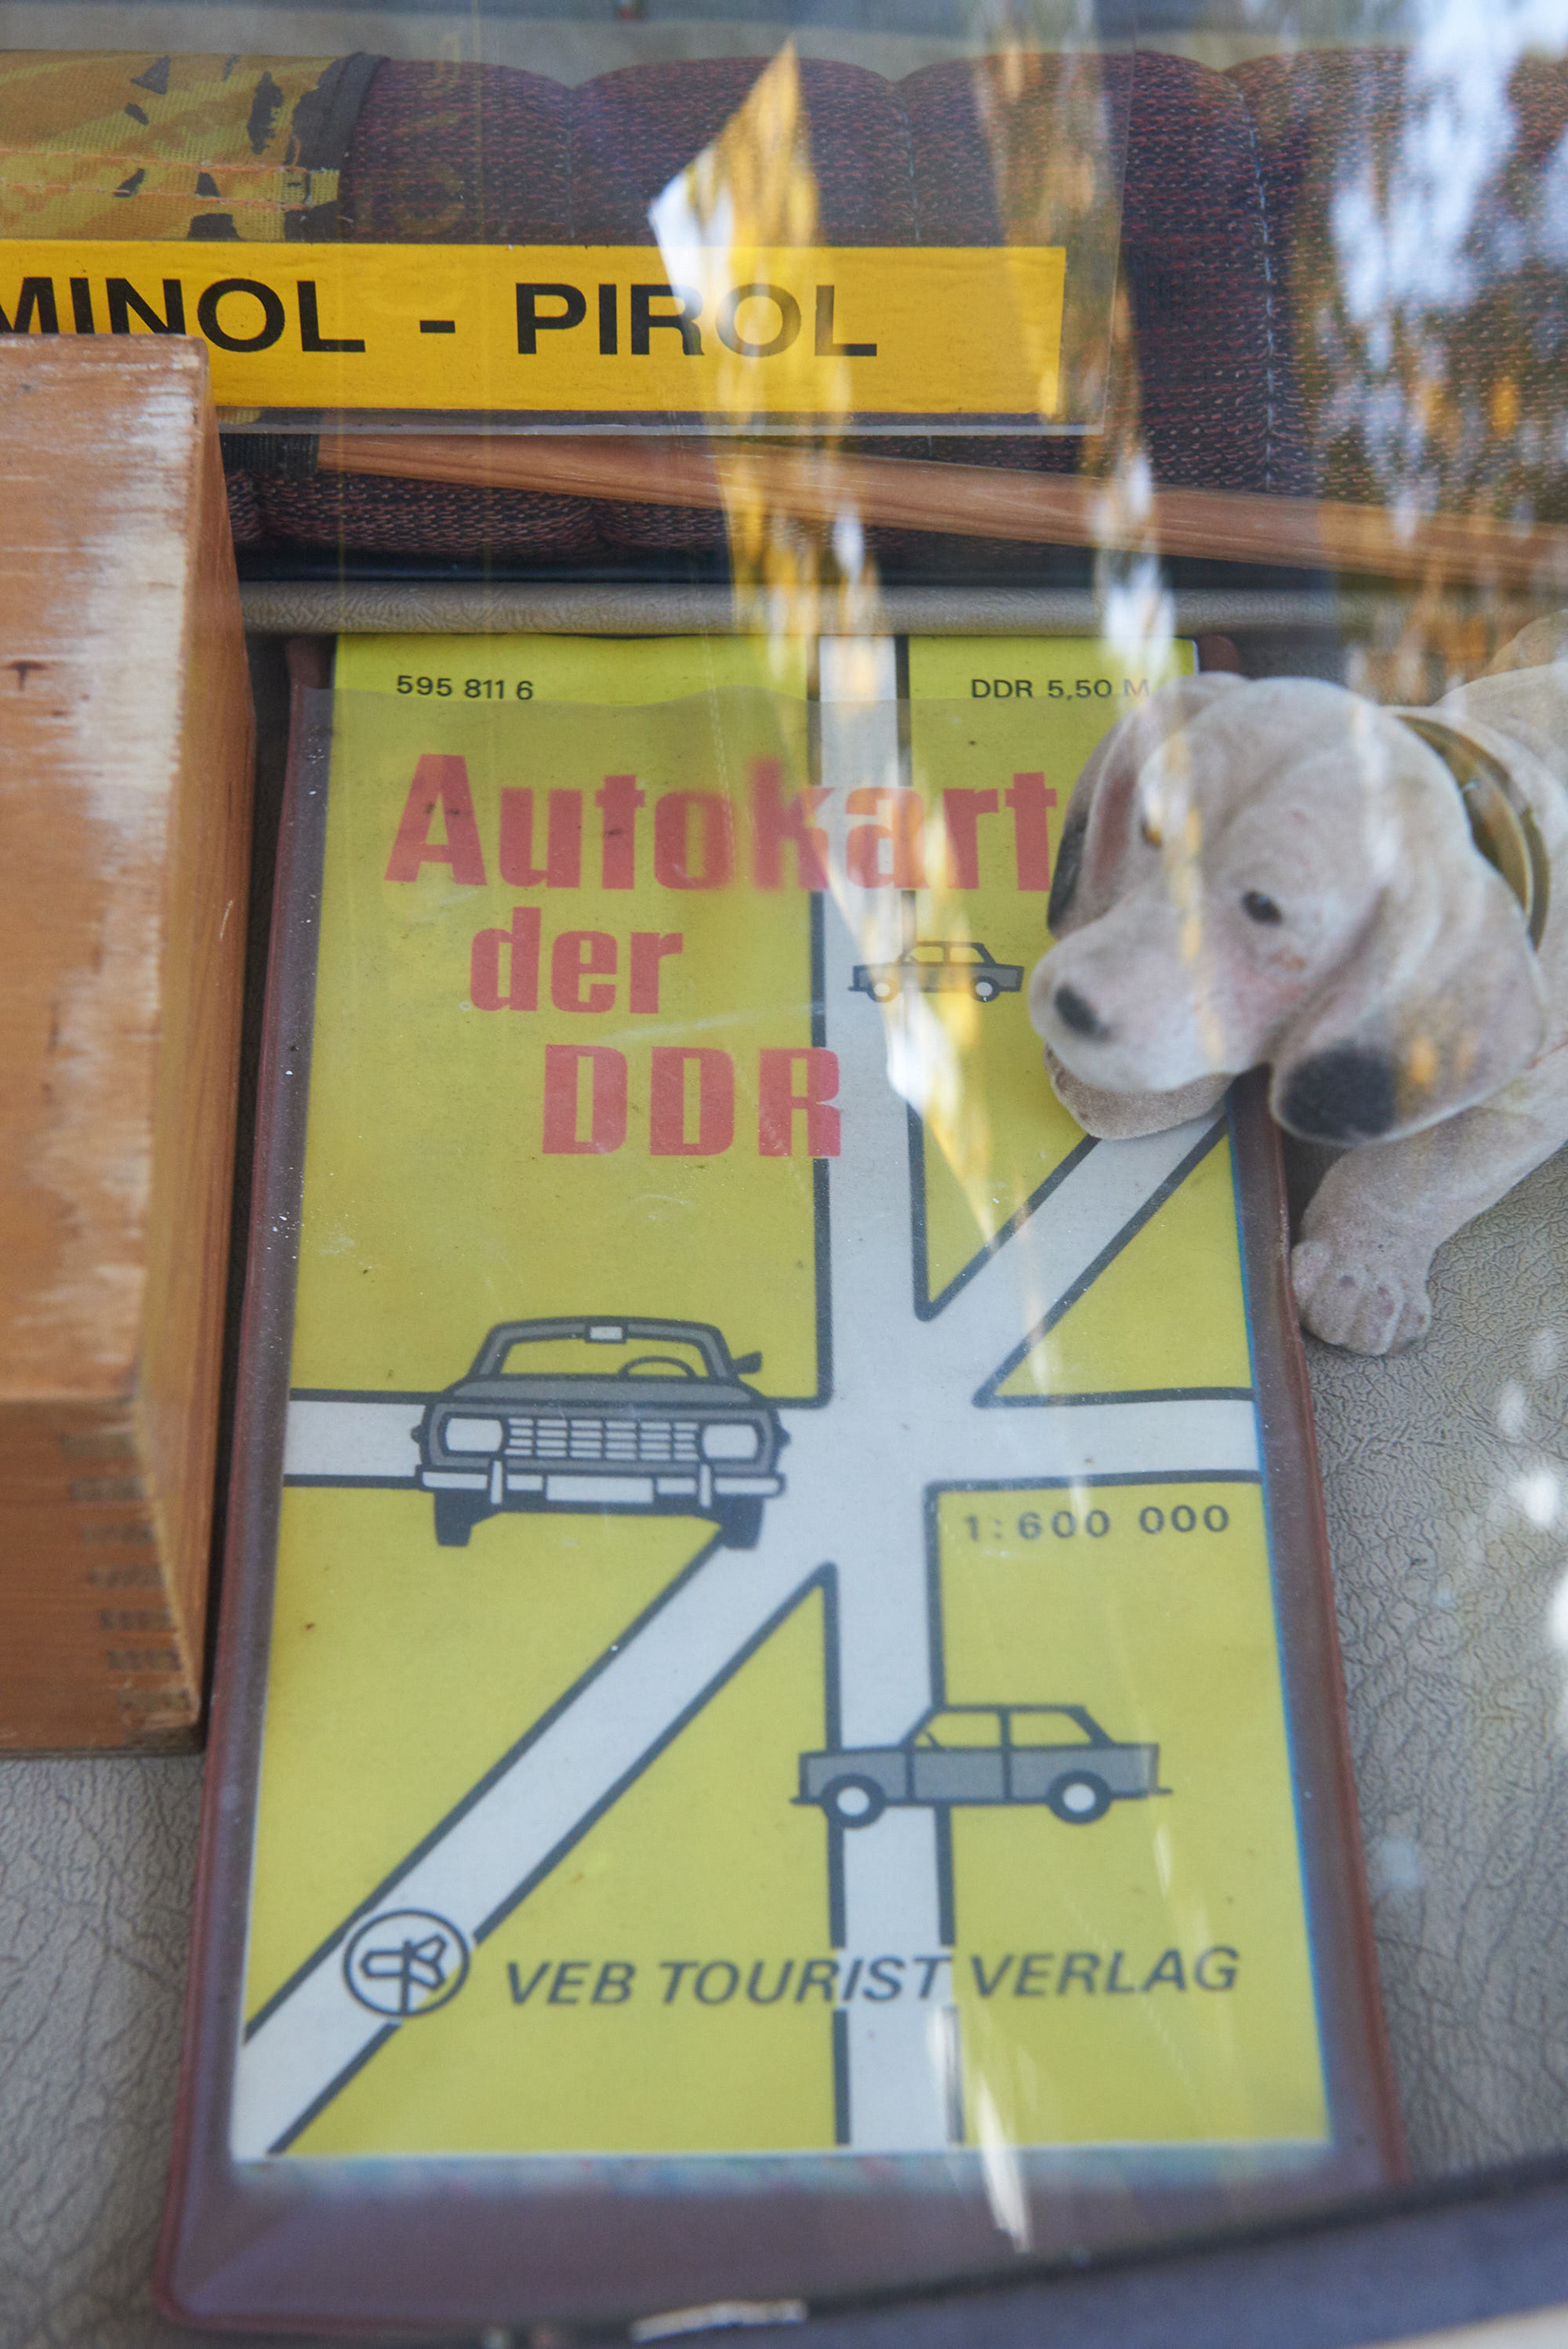 MINOL - PIROL
595 811 6
DDR 5,50 M
Autokart
der
DDR
1:600 000
VEB TOURIST VERLAG